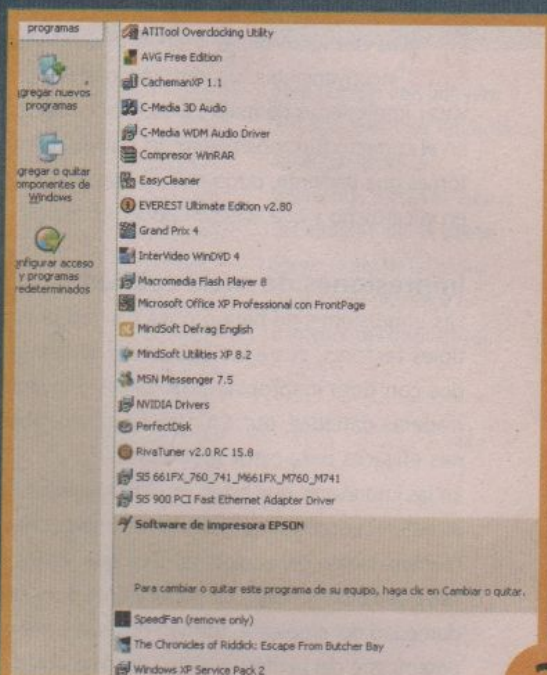 programas
agregar nuevos
programas
agregar o quitar
componentes de
Windows
configurar acceso
y programas
predeterminados
ATITool Overclocking Utility
AVG Free Edition
CachemanXP 1.1
C-Media 3D Audio
C-Media WDM Audio Driver
Compresor WinRAR
EasyCleaner
EVEREST Ultimate Edition v2.80
Grand Prix 4
InterVideo WinDVD 4
Macromedia Flash Player 8
Microsoft Office XP Professional con FrontPage
MindSoft Defrag English
MindSoft Utilities XP 8.2
MSN Messenger 7.5
NVIDIA Drivers
PerfectDisk
RivaTuner v2.0 RC 15.8
SiS 661FX_760_741_M661FX_M760_M741
SiS 900 PCI Fast Ethernet Adapter Driver
Software de impresora EPSON
Para cambiar o quitar este programa de su equipo, haga clic en Cambiar o quitar.
SpeedFan (remove only)
The Chronicles of Riddick: Escape From Butcher Bay
Windows XP Service Pack 2